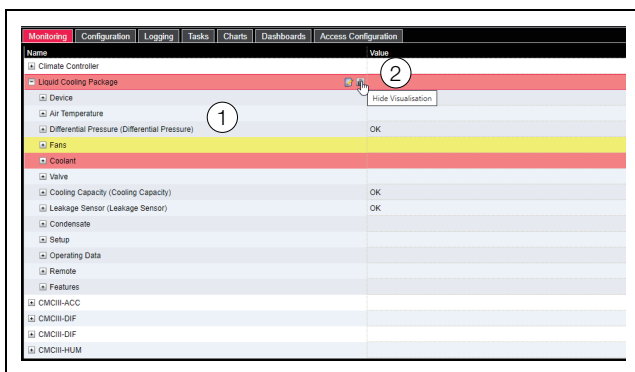 Monitoring Configuration Logging Tasks Charts Dashboards Access Configuration
Name Value
Climate Controller
Liquid Cooling Package
2
Device
Hide Visualisation
Air Temperature
1
Differential Pressure (Differential Pressure) OK
Fans
Coolant
Valve
Cooling Capacity (Cooling Capacity) OK
Leakage Sensor (Leakage Sensor) OK
Condensate
Setup
Operating Data
Remote
Features
CMCIII-ACC
CMCIII-DIF
CMCIII-DIF
CMCIII-HUM